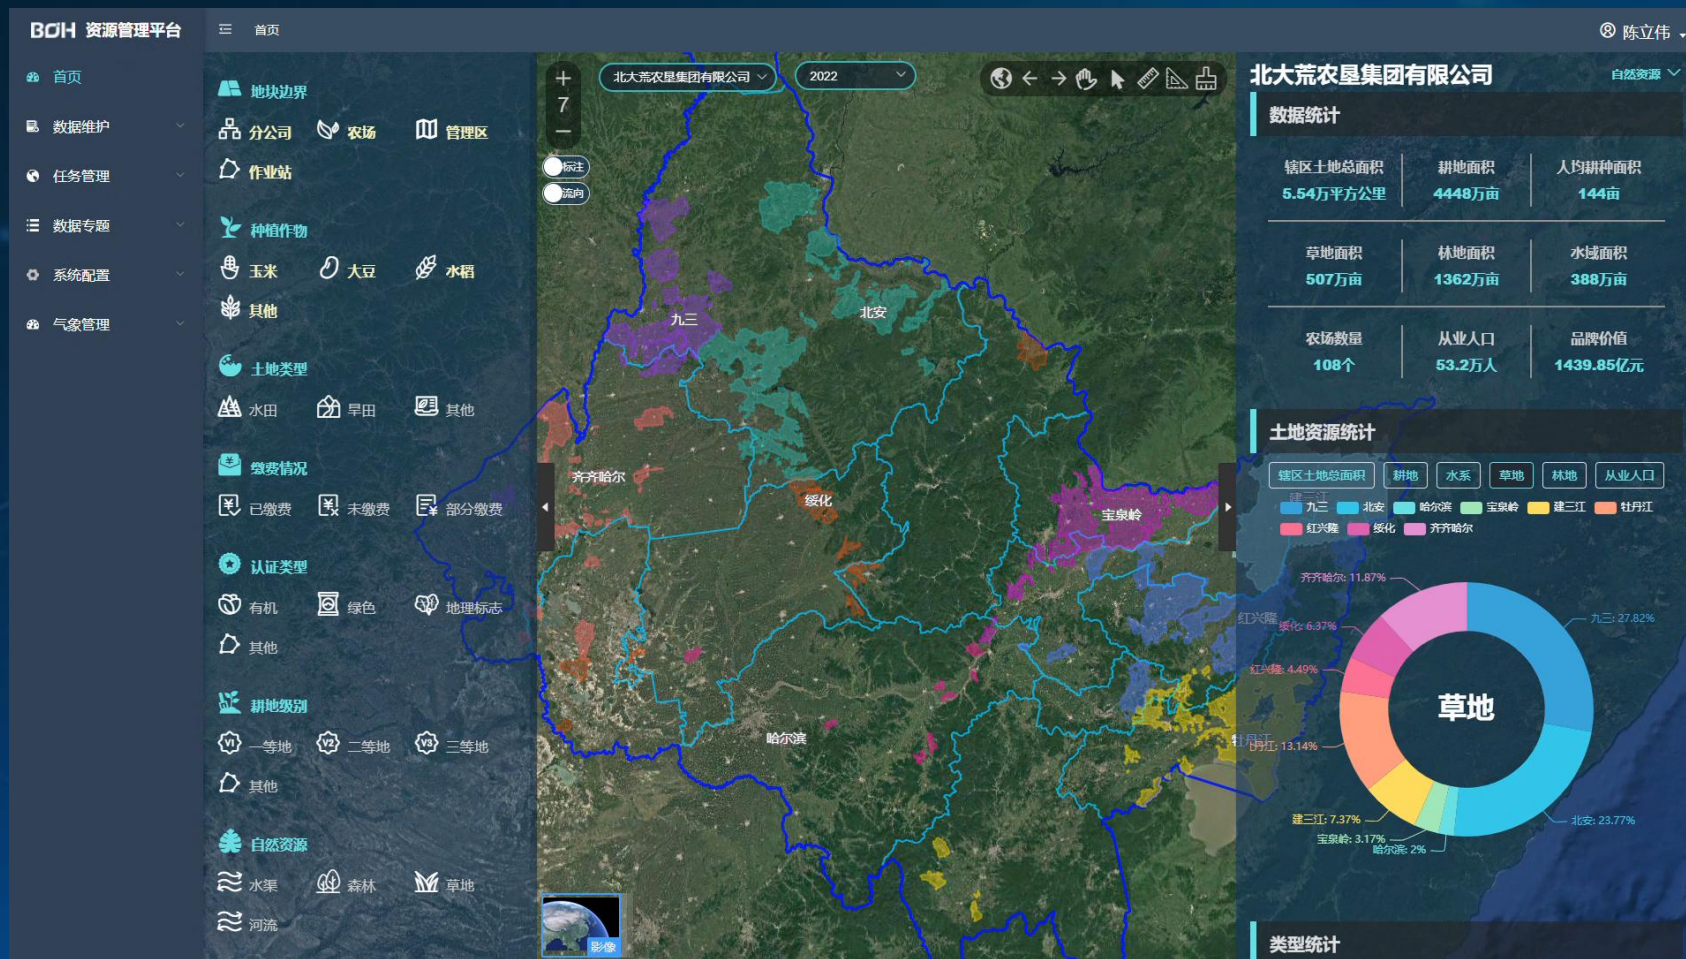 BDH 资源管理平台
首页
陈立伟
首页
数据维护
任务管理
数据专题
系统配置
气象管理
地块边界
分公司 农场 管理区
作业站
种植作物
玉米 大豆 水稻
其他
土地类型
水田 旱田 其他
缴费情况
已缴费 未缴费 部分缴费
认证类型
有机 绿色 地理标志
其他
耕地级别
V1 一等地 V2 二等地 V3 三等地
其他
自然资源
水渠 森林 草地
河流
7
北大荒农垦集团有限公司
2022
标注
流向
九三
北安
齐齐哈尔
绥化
宝泉岭
哈尔滨
建三江
红兴隆
牡丹江
影像
北大荒农垦集团有限公司
自然资源
数据统计
辖区土地总面积 耕地面积 人均耕种面积
5.54万平方公里 4448万亩 144亩
草地面积 林地面积 水域面积
507万亩 1362万亩 388万亩
农场数量 从业人口 品牌价值
108个 53.2万人 1439.85亿元
土地资源统计
辖区土地总面积 耕地 水系 草地 林地 从业人口
九三 北安 哈尔滨 宝泉岭 建三江 牡丹江
红兴隆 绥化 齐齐哈尔
齐齐哈尔: 11.87%
九三: 27.82%
绥化: 6.37%
红兴隆: 4.49%
草地
丹江: 13.14%
建三江: 7.37%
北安: 23.77%
宝泉岭: 3.17%
哈尔滨: 2%
类型统计